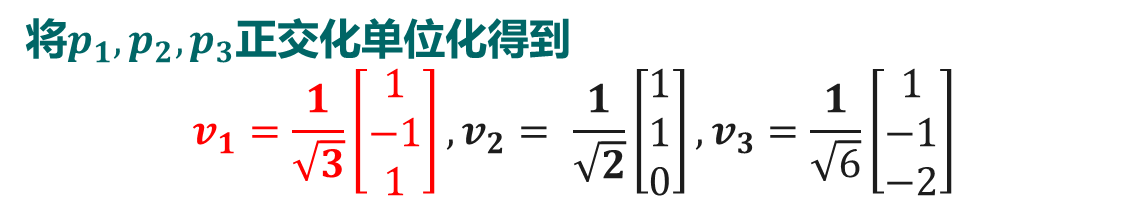 将p₁,p₂,p₃正交化单位化得到
v₁ = 1/√3 [1 −1 1], v₂ = 1/√2 [1 1 0], v₃ = 1/√6 [1 −1 −2]